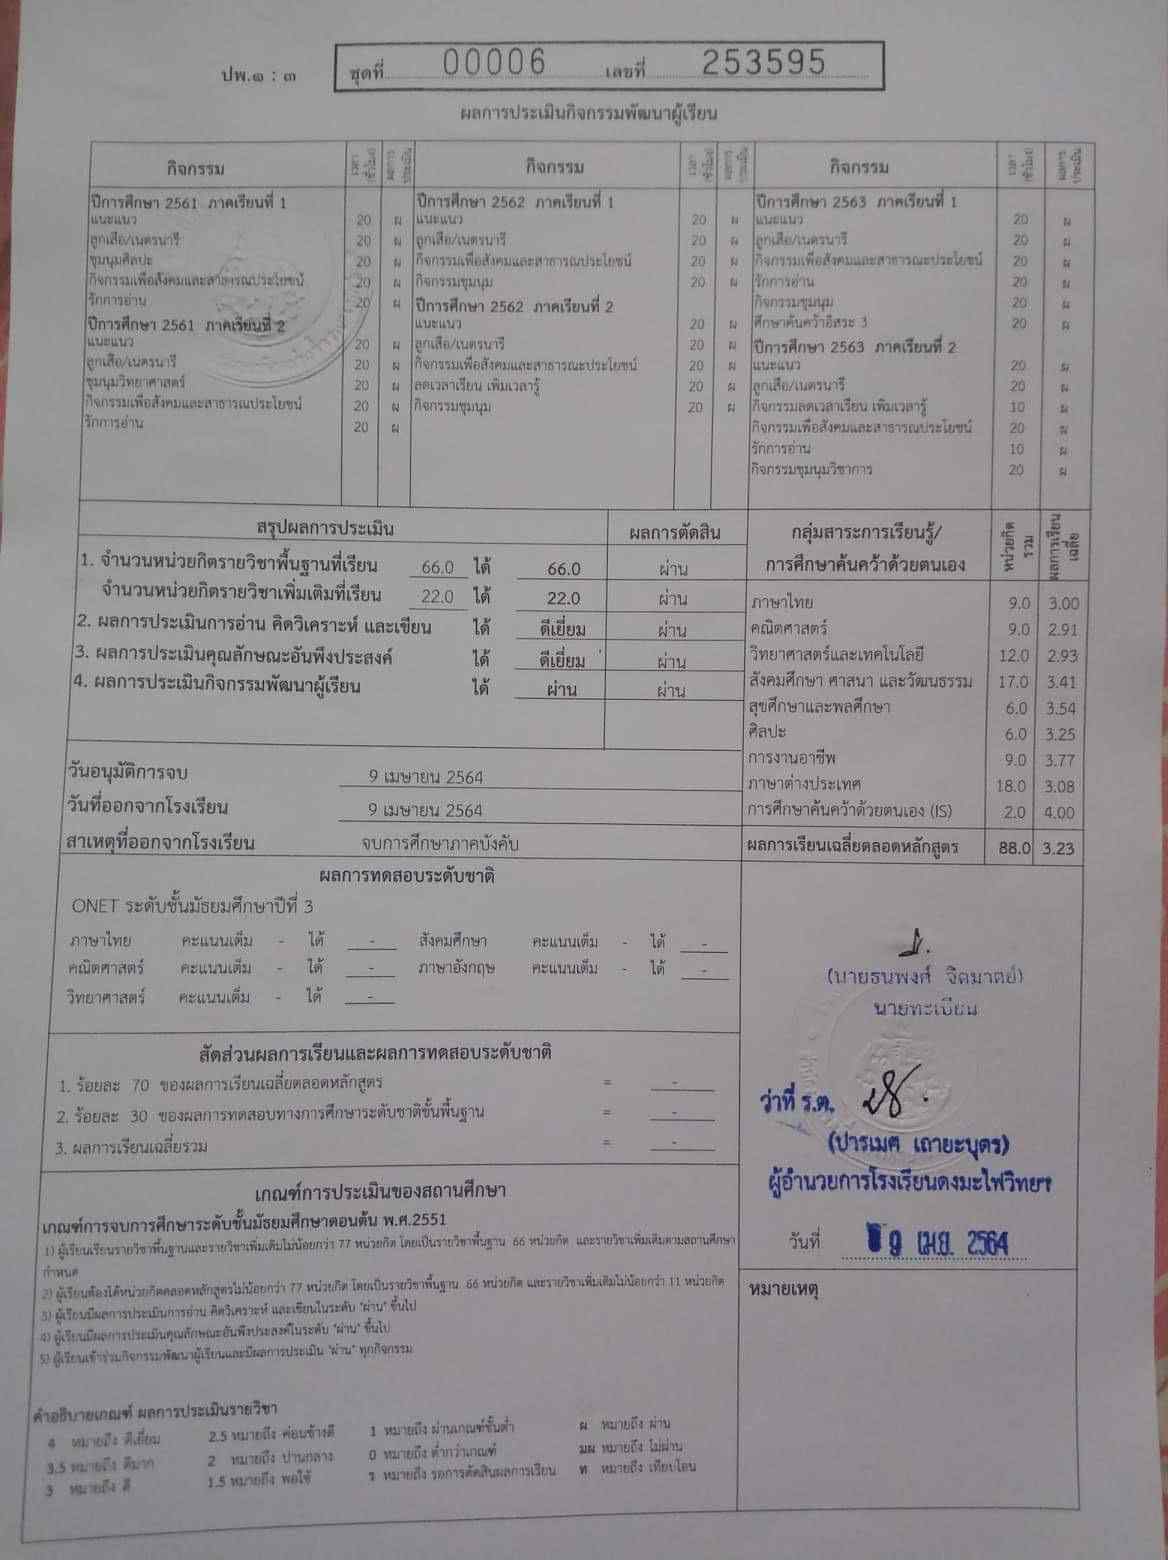 ปพ.๑ : ๓ ชุดที่ 00006 เลขที่ 253595
ผลการประเมินกิจกรรมพัฒนาผู้เรียน
กิจกรรม เวลา (ชั่วโมง) ผลการประเมิน กิจกรรม เวลา (ชั่วโมง) ผลการประเมิน กิจกรรม เวลา (ชั่วโมง) ผลการประเมิน
ปีการศึกษา 2561 ภาคเรียนที่ 1
แนะแนว 20 ผ
ลูกเสือ/เนตรนารี 20 ผ
ชุมนุมศิลปะ 20 ผ
กิจกรรมเพื่อสังคมและสาธารณประโยชน์ 20 ผ
รักการอ่าน 20 ผ
ปีการศึกษา 2561 ภาคเรียนที่ 2
แนะแนว 20 ผ
ลูกเสือ/เนตรนารี 20 ผ
ชุมนุมวิทยาศาสตร์ 20 ผ
กิจกรรมเพื่อสังคมและสาธารณประโยชน์ 20 ผ
รักการอ่าน 20 ผ
ปีการศึกษา 2562 ภาคเรียนที่ 1
แนะแนว 20 ผ
ลูกเสือ/เนตรนารี 20 ผ
กิจกรรมเพื่อสังคมและสาธารณประโยชน์ 20 ผ
กิจกรรมชุมนุม 20 ผ
ปีการศึกษา 2562 ภาคเรียนที่ 2
แนะแนว 20 ผ
ลูกเสือ/เนตรนารี 20 ผ
กิจกรรมเพื่อสังคมและสาธารณะประโยชน์ 20 ผ
ลดเวลาเรียน เพิ่มเวลารู้ 20 ผ
กิจกรรมชุมนุม 20 ผ
ปีการศึกษา 2563 ภาคเรียนที่ 1
แนะแนว 20 ผ
ลูกเสือ/เนตรนารี 20 ผ
กิจกรรมเพื่อสังคมและสาธารณะประโยชน์ 20 ผ
รักการอ่าน 20 ผ
กิจกรรมชุมนุม 20 ผ
ศึกษาค้นคว้าอิสระ 3 20 ผ
ปีการศึกษา 2563 ภาคเรียนที่ 2
แนะแนว 20 ผ
ลูกเสือ/เนตรนารี 20 ผ
กิจกรรมลดเวลาเรียน เพิ่มเวลารู้ 10 ผ
กิจกรรมเพื่อสังคมและสาธารณประโยชน์ 20 ผ
รักการอ่าน 10 ผ
กิจกรรมชุมนุมวิชาการ 20 ผ
สรุปผลการประเมิน ผลการตัดสิน
1. จำนวนหน่วยกิตรายวิชาพื้นฐานที่เรียน 66.0 ได้ 66.0 ผ่าน
จำนวนหน่วยกิตรายวิชาเพิ่มเติมที่เรียน 22.0 ได้ 22.0 ผ่าน
2. ผลการประเมินการอ่าน คิดวิเคราะห์ และเขียน ได้ ดีเยี่ยม ผ่าน
3. ผลการประเมินคุณลักษณะอันพึงประสงค์ ได้ ดีเยี่ยม ผ่าน
4. ผลการประเมินกิจกรรมพัฒนาผู้เรียน ได้ ผ่าน ผ่าน
วันอนุมัติการจบ 9 เมษายน 2564
วันที่ออกจากโรงเรียน 9 เมษายน 2564
สาเหตุที่ออกจากโรงเรียน จบการศึกษาภาคบังคับ
กลุ่มสาระการเรียนรู้/
การศึกษาค้นคว้าด้วยตนเอง หน่วยกิตรวม ผลการเรียนเฉลี่ย
ภาษาไทย 9.0 3.00
คณิตศาสตร์ 9.0 2.91
วิทยาศาสตร์และเทคโนโลยี 12.0 2.93
สังคมศึกษา ศาสนา และวัฒนธรรม 17.0 3.41
สุขศึกษาและพลศึกษา 6.0 3.54
ศิลปะ 6.0 3.25
การงานอาชีพ 9.0 3.77
ภาษาต่างประเทศ 18.0 3.08
การศึกษาค้นคว้าด้วยตนเอง (IS) 2.0 4.00
ผลการเรียนเฉลี่ยตลอดหลักสูตร 88.0 3.23
ผลการทดสอบระดับชาติ
ONET ระดับชั้นมัธยมศึกษาปีที่ 3
ภาษาไทย คะแนนเต็ม - ได้ - สังคมศึกษา คะแนนเต็ม - ได้ -
คณิตศาสตร์ คะแนนเต็ม - ได้ - ภาษาอังกฤษ คะแนนเต็ม - ได้ -
วิทยาศาสตร์ คะแนนเต็ม - ได้ -
สัดส่วนผลการเรียนและผลการทดสอบระดับชาติ
1. ร้อยละ 70 ของผลการเรียนเฉลี่ยตลอดหลักสูตร = -
2. ร้อยละ 30 ของผลการทดสอบทางการศึกษาระดับชาติขั้นพื้นฐาน = -
3. ผลการเรียนเฉลี่ยรวม = -
เกณฑ์การประเมินของสถานศึกษา
เกณฑ์การจบการศึกษาระดับชั้นมัธยมศึกษาตอนต้น พ.ศ.2551
1) ผู้เรียนเรียนรายวิชาพื้นฐานและรายวิชาเพิ่มเติมไม่น้อยกว่า 77 หน่วยกิต โดยเป็นรายวิชาพื้นฐาน 66 หน่วยกิต และรายวิชาเพิ่มเติมตามสถานศึกษา
กำหนด
2) ผู้เรียนต้องได้หน่วยกิตตลอดหลักสูตรไม่น้อยกว่า 77 หน่วยกิต โดยเป็นรายวิชาพื้นฐาน 66 หน่วยกิต และรายวิชาเพิ่มเติมไม่น้อยกว่า 11 หน่วยกิต
3) ผู้เรียนมีผลการประเมินการอ่าน คิดวิเคราะห์ และเขียนในระดับ "ผ่าน" ขึ้นไป
4) ผู้เรียนมีผลการประเมินคุณลักษณะอันพึงประสงค์ในระดับ "ผ่าน" ขึ้นไป
5) ผู้เรียนเข้าร่วมกิจกรรมพัฒนาผู้เรียนและมีผลการประเมิน "ผ่าน" ทุกกิจกรรม
คำอธิบายเกณฑ์ ผลการประเมินรายวิชา
4 หมายถึง ดีเยี่ยม 2.5 หมายถึง ค่อนข้างดี 1 หมายถึง ผ่านเกณฑ์ขั้นต่ำ ผ หมายถึง ผ่าน
3.5 หมายถึง ดีมาก 2 หมายถึง ปานกลาง 0 หมายถึง ต่ำกว่าเกณฑ์ มผ หมายถึง ไม่ผ่าน
3 หมายถึง ดี 1.5 หมายถึง พอใช้ ร หมายถึง รอการตัดสินผลการเรียน ท หมายถึง เทียบโอน
(นายธนพงศ์ จิตมาตย์)
นายทะเบียน
ว่าที่ ร.ต.
(ปารเมศ เถายะบุตร)
ผู้อำนวยการโรงเรียนดงมะไฟวิทยา
วันที่ 9 เม.ย. 2564
หมายเหตุ